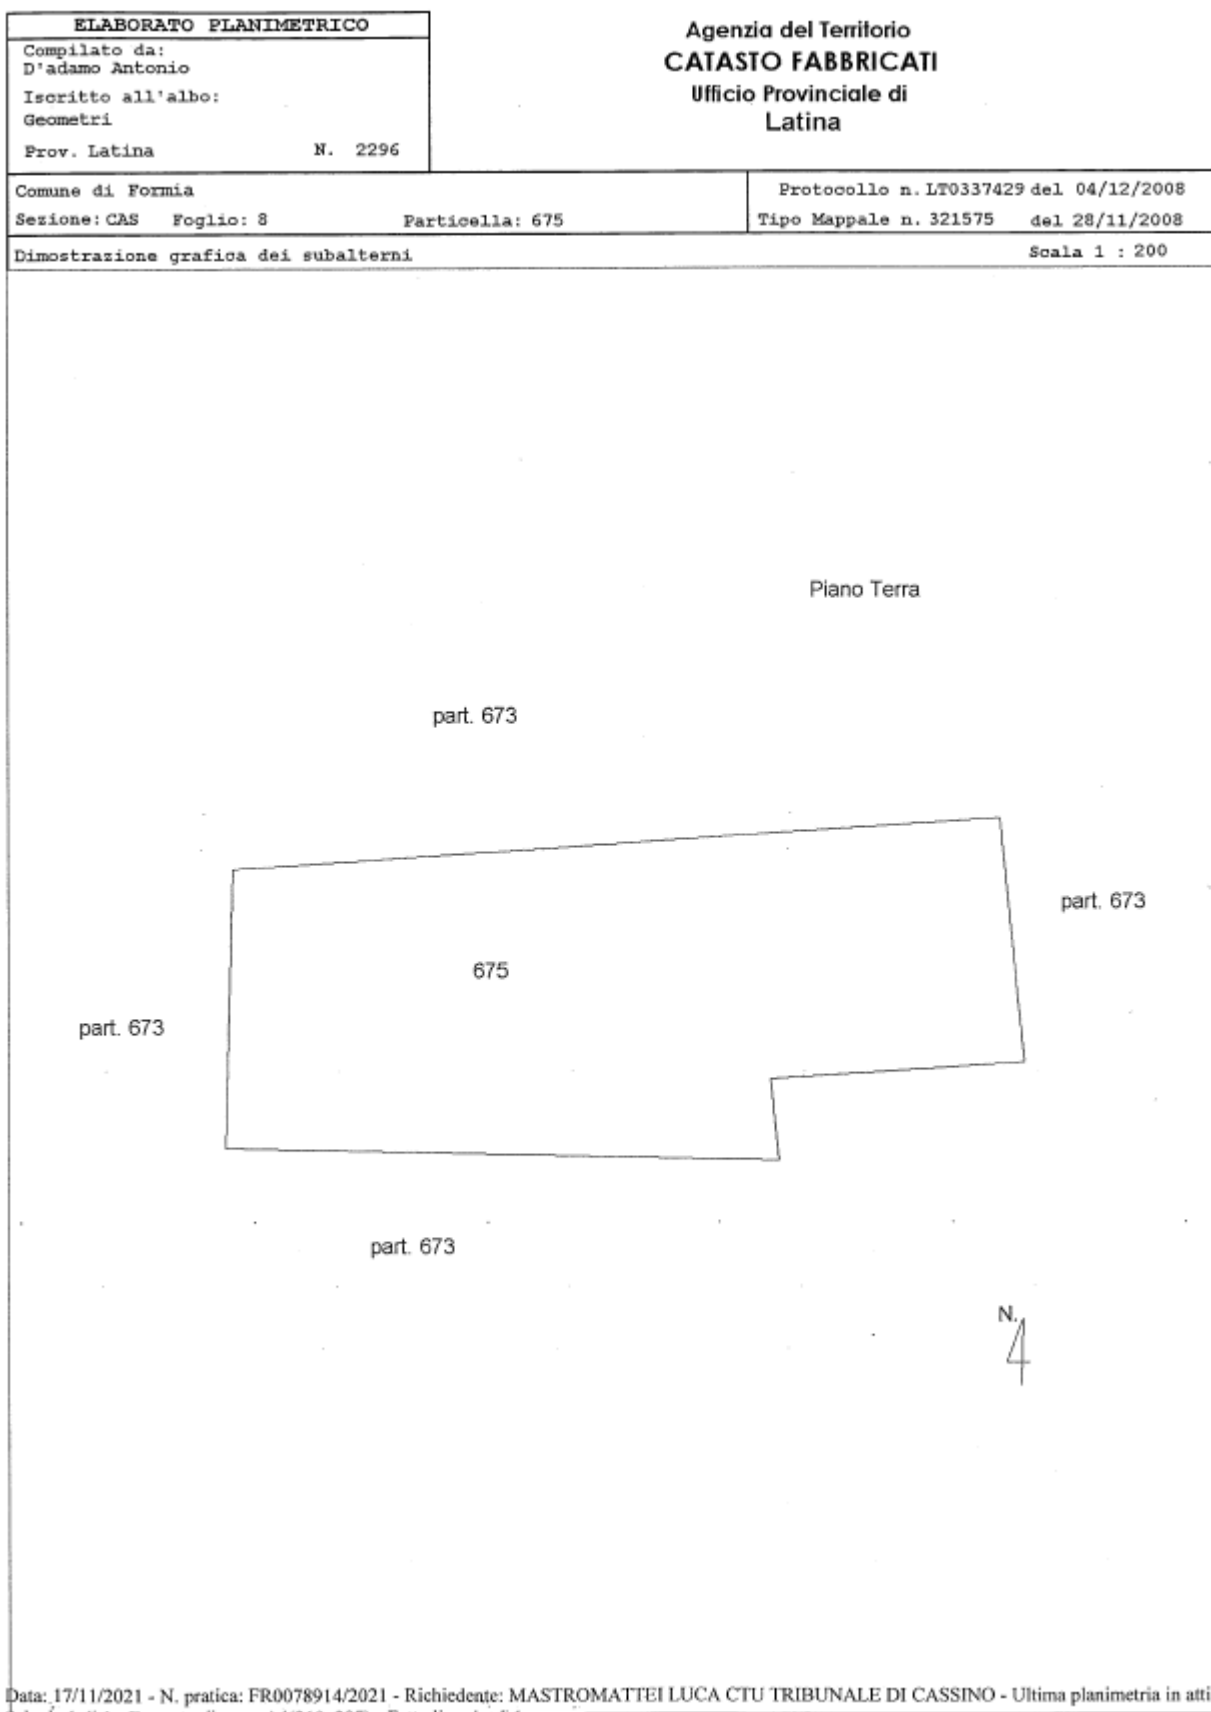 ELABORATO PLANIMETRICO
Compilato da:
D'adamo Antonio
Iscritto all'albo:
Geometri
Prov. Latina N. 2296
Agenzia del Territorio
CATASTO FABBRICATI
Ufficio Provinciale di
Latina
Comune di Formia
Sezione: CAS Foglio: 8 Particella: 675
Protocollo n. LT0337429 del 04/12/2008
Tipo Mappale n. 321575 del 28/11/2008
Dimostrazione grafica dei subalterni Scala 1 : 200
Piano Terra
part. 673
part. 673
675
part. 673
part. 673
N.
Data: 17/11/2021 - N. pratica: FR0078914/2021 - Richiedente: MASTROMATTEI LUCA CTU TRIBUNALE DI CASSINO - Ultima planimetria in atti